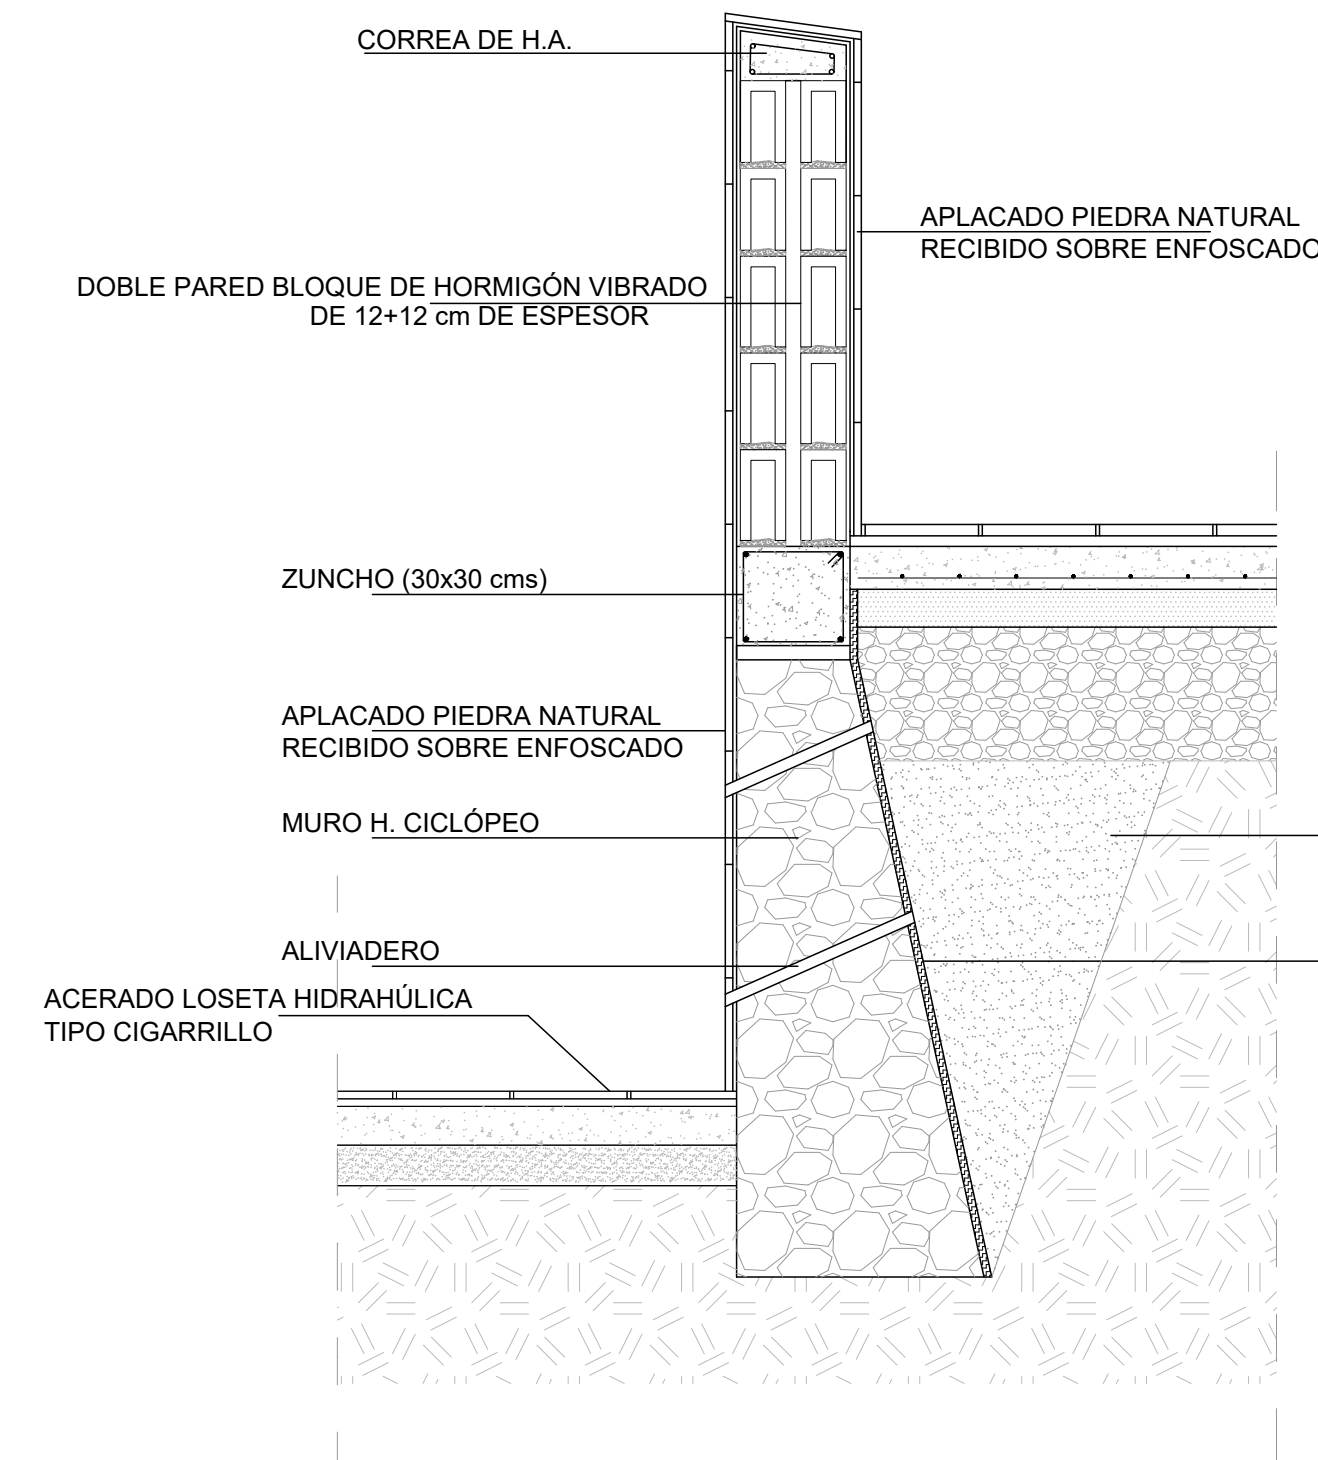 CORREA DE H.A.
APLACADO PIEDRA NATURAL
RECIBIDO SOBRE ENFOSCADO
DOBLE PARED BLOQUE DE HORMIGÓN VIBRADO
DE 12+12 cm DE ESPESOR
ZUNCHO (30x30 cms)
APLACADO PIEDRA NATURAL
RECIBIDO SOBRE ENFOSCADO
MURO H. CICLÓPEO
ALIVIADERO
ACERADO LOSETA HIDRAHÚLICA
TIPO CIGARRILLO